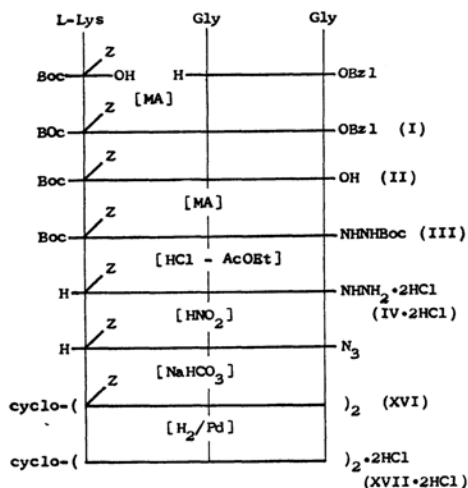 L-Lys Gly Gly
Z
Boc OH H OBzl
[MA]
Z
BOc OBzl (I)
Z
Boc OH (II)
[MA]
Z
Boc NHNHBoc (III)
[HCl - AcOEt]
Z
H NHNH₂·2HCl
(IV·2HCl)
[HNO₂]
Z
H N₃
[NaHCO₃]
Z
cyclo-( )₂ (XVI)
[H₂/Pd]
cyclo-( )₂·2HCl
(XVII·2HCl)